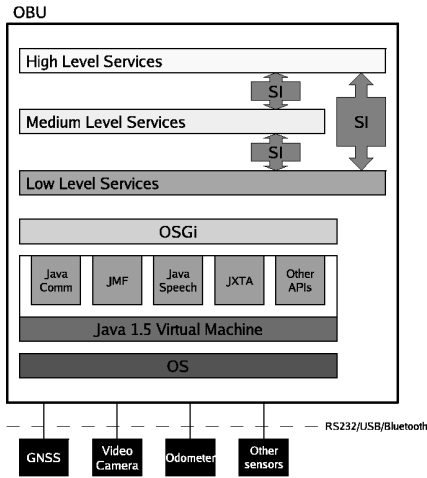 OBU
High Level Services
SI
Medium Level Services
SI
SI
Low Level Services
OSGi
Java
Comm
JMF
Java
Speech
JXTA
Other
APIs
Java 1.5 Virtual Machine
OS
RS232/USB/Bluetooth
GNSS
Video
Camera
Odometer
Other
sensors